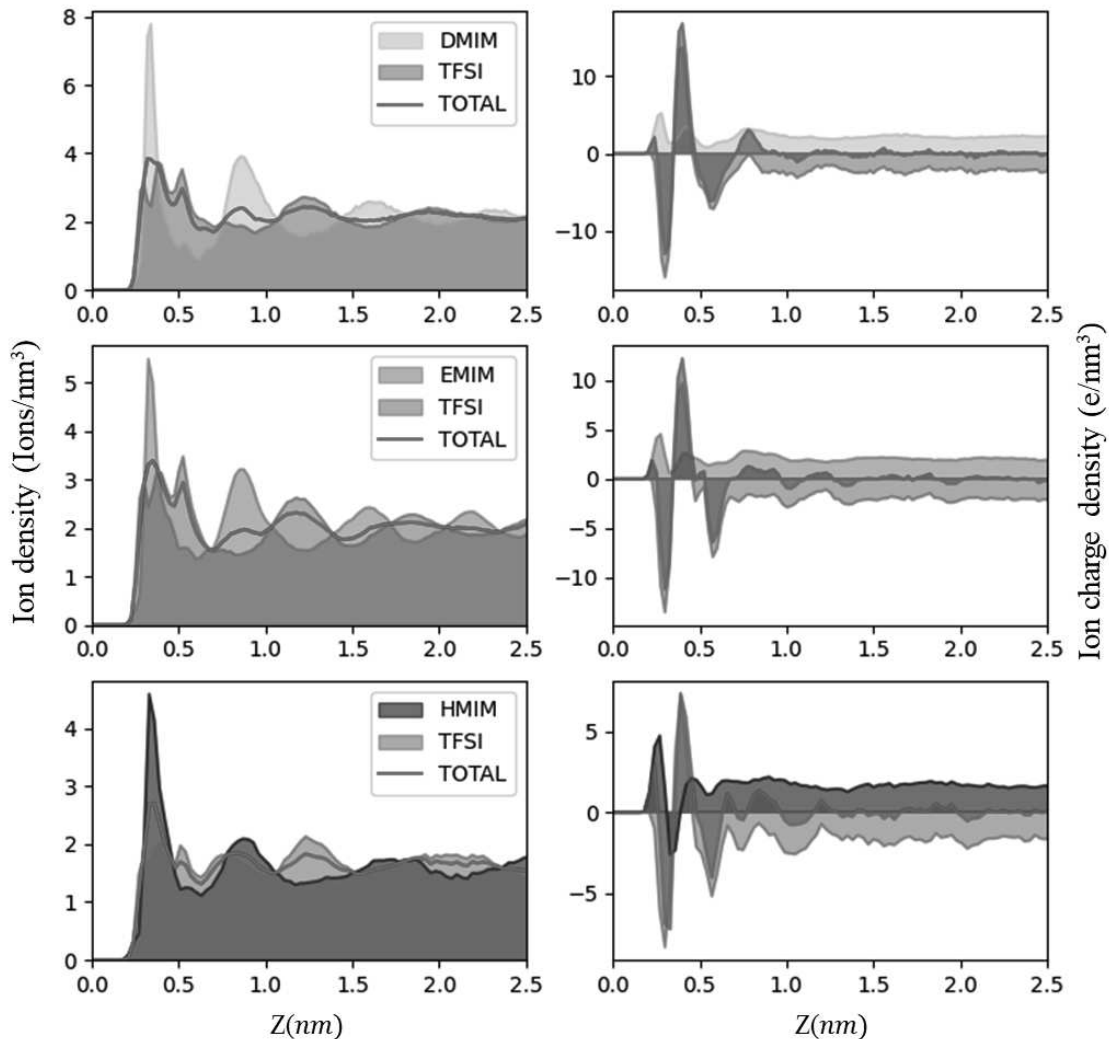 8
6
4
2
0
0.0 0.5 1.0 1.5 2.0 2.5
DMIM
TFSI
TOTAL
10
0
−10
0.0 0.5 1.0 1.5 2.0 2.5
Ion density (Ions/nm³)
5
4
3
2
1
0
0.0 0.5 1.0 1.5 2.0 2.5
EMIM
TFSI
TOTAL
10
5
0
−5
−10
0.0 0.5 1.0 1.5 2.0 2.5
Ion charge density (e/nm³)
4
3
2
1
0
0.0 0.5 1.0 1.5 2.0 2.5
HMIM
TFSI
TOTAL
Z(nm)
5
0
−5
0.0 0.5 1.0 1.5 2.0 2.5
Z(nm)